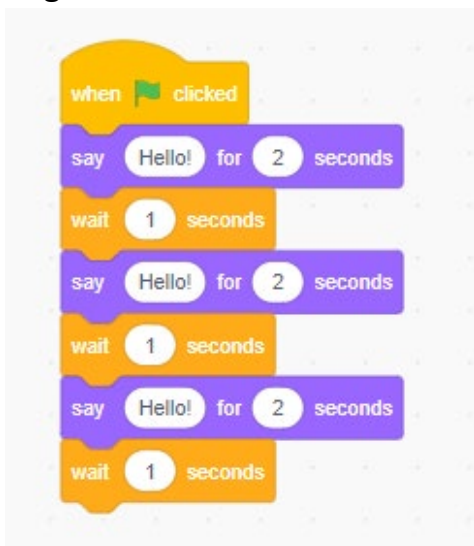 when clicked
say Hello! for 2 seconds
wait 1 seconds
say Hello! for 2 seconds
wait 1 seconds
say Hello! for 2 seconds
wait 1 seconds